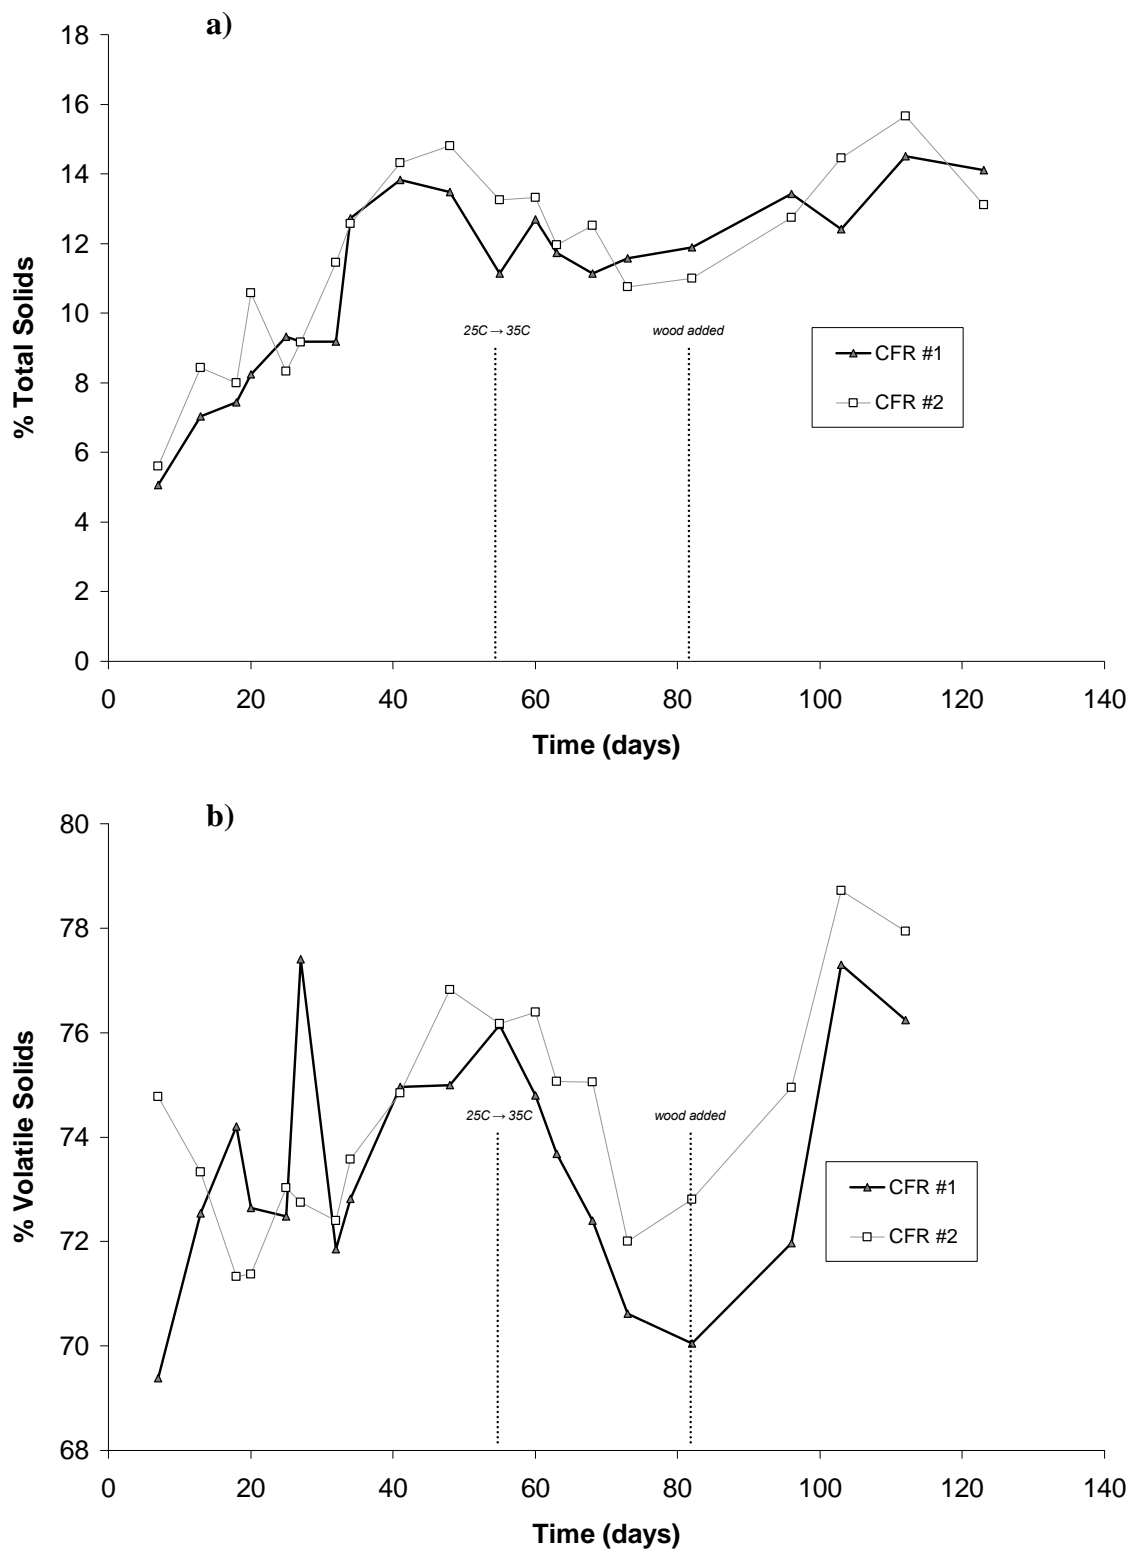 a)
18
16
14
12
10
8
6
4
2
0
% Total Solids
25C→35C
wood added
CFR #1
CFR #2
0 20 40 60 80 100 120 140
Time (days)
b)
80
78
76
74
72
70
68
% Volatile Solids
25C→35C
wood added
CFR #1
CFR #2
0 20 40 60 80 100 120 140
Time (days)